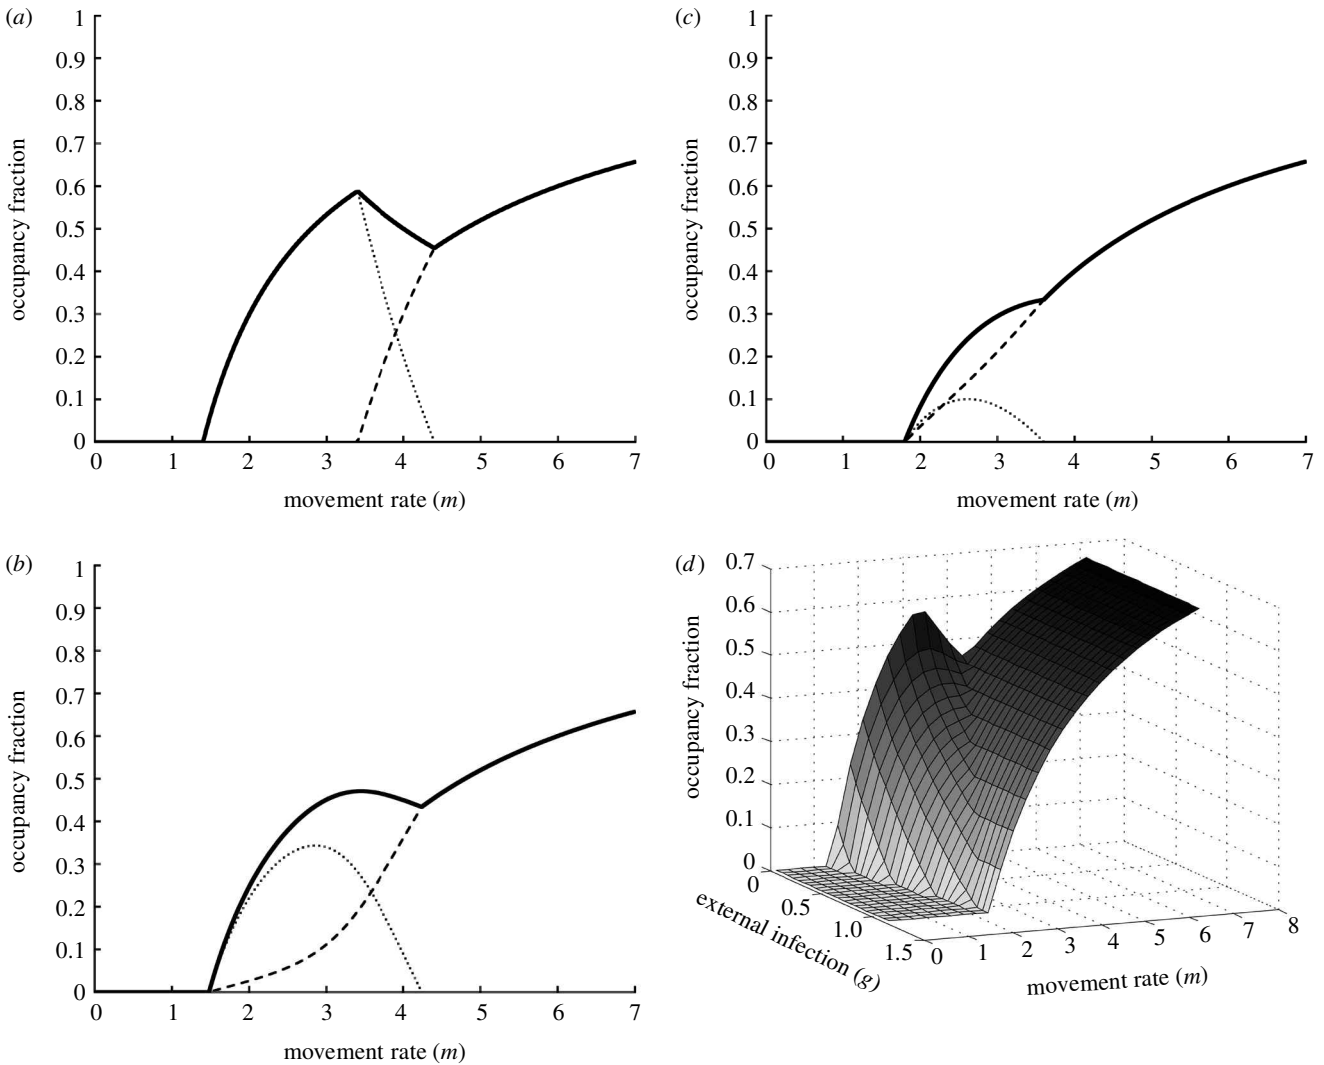 (a)
1
0.9
0.8
0.7
0.6
0.5
0.4
0.3
0.2
0.1
0
occupancy fraction
0 1 2 3 4 5 6 7
movement rate (m)
(c)
1
0.9
0.8
0.7
0.6
0.5
0.4
0.3
0.2
0.1
0
occupancy fraction
0 1 2 3 4 5 6 7
movement rate (m)
(b)
1
0.9
0.8
0.7
0.6
0.5
0.4
0.3
0.2
0.1
0
occupancy fraction
0 1 2 3 4 5 6 7
movement rate (m)
(d)
0.7
0.6
0.5
0.4
0.3
0.2
0.1
0
occupancy fraction
0
0.5
1.0
1.5
external infection (g)
0 1 2 3 4 5 6 7 8
movement rate (m)